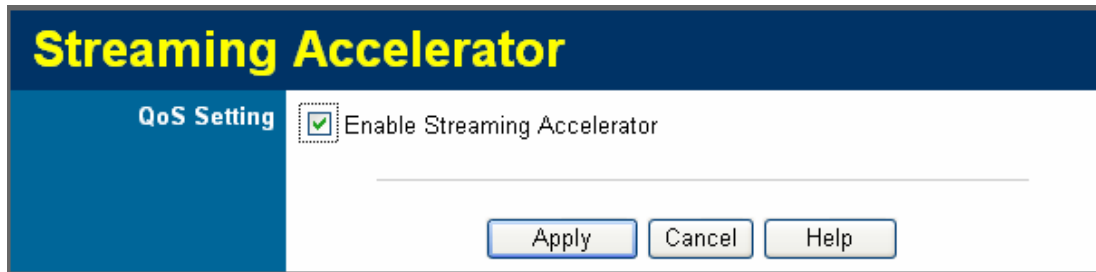 Streaming Accelerator
QoS Setting
Enable Streaming Accelerator
Apply Cancel Help